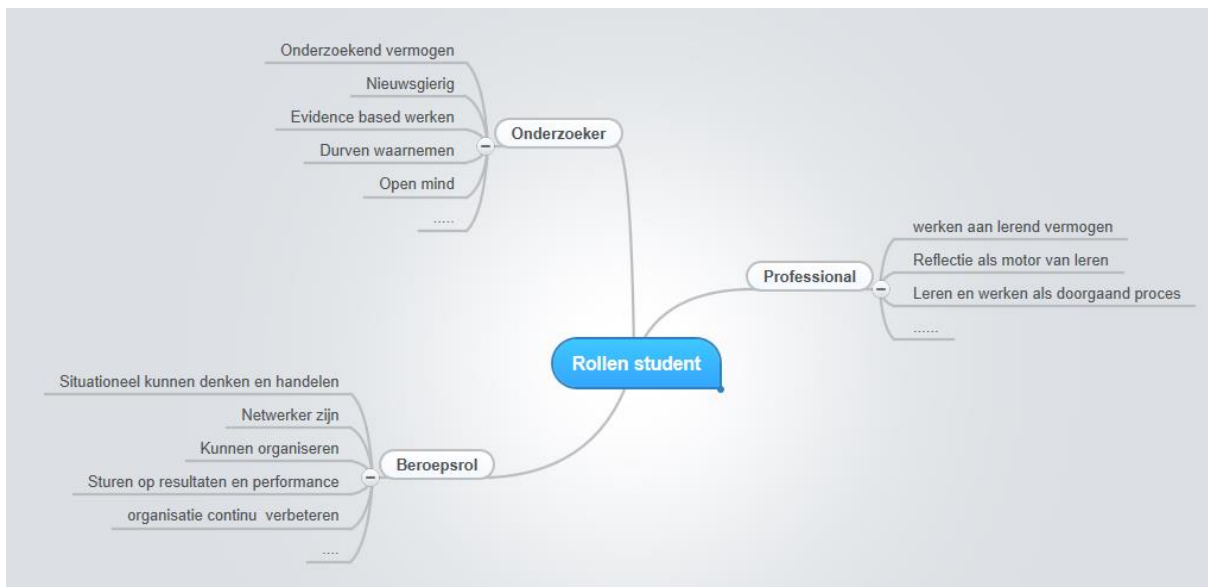 Onderzoekend vermogen
Nieuwsgierig
Evidence based werken
Durven waarnemen
Open mind
.....
Onderzoeker
Professional
werken aan lerend vermogen
Reflectie als motor van leren
Leren en werken als doorgaand proces
......
Rollen student
Situationeel kunnen denken en handelen
Netwerker zijn
Kunnen organiseren
Sturen op resultaten en performance
organisatie continu  verbeteren
....
Beroepsrol